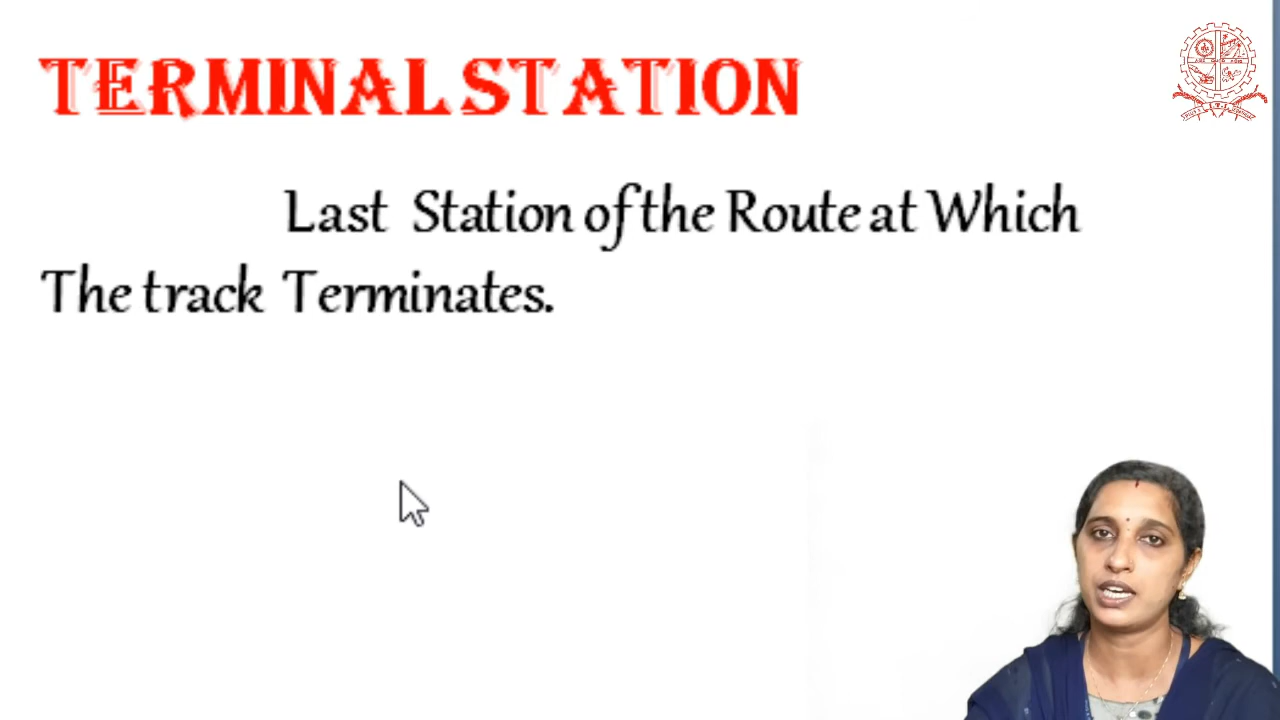 TERMINAL STATION
Last Station of the Route at Which
The track Terminates.